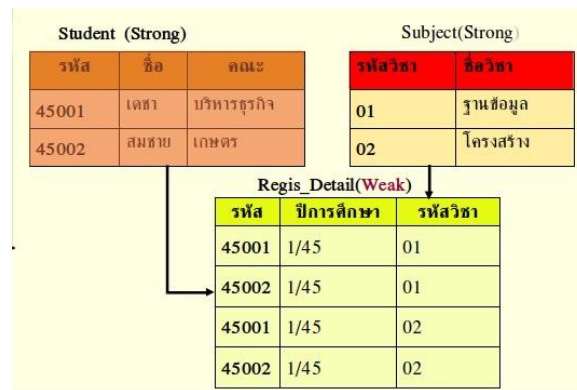 Student (Strong)
รหัส ชื่อ คณะ
45001 เดชา บริหารธุรกิจ
45002 สมชาย เกษตร
Subject(Strong)
รหัสวิชา ชื่อวิชา
01 ฐานข้อมูล
02 โครงสร้าง
Regis_Detail(Weak)
รหัส ปีการศึกษา รหัสวิชา
45001 1/45 01
45002 1/45 01
45001 1/45 02
45002 1/45 02